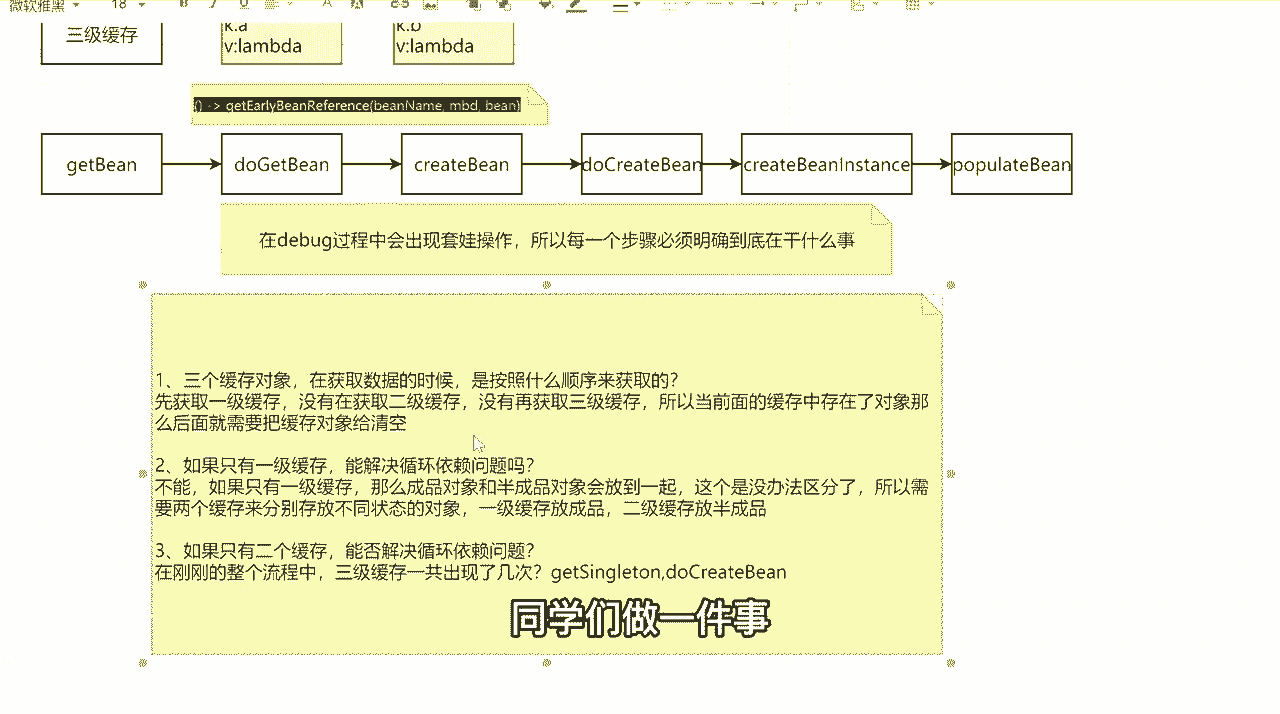 微软雅黑 18
三级缓存
k:a
v:lambda
k:b
v:lambda
() -> getEarlyBeanReference(beanName, mbd, bean)
getBean
doGetBean
createBean
doCreateBean
createBeanInstance
populateBean
在debug过程中会出现套娃操作，所以每一个步骤必须明确到底在干什么事
1、三个缓存对象，在获取数据的时候，是按照什么顺序来获取的？
先获取一级缓存，没有在获取二级缓存，没有再获取三级缓存，所以当前面的缓存中存在了对象那
么后面就需要把缓存对象给清空
2、如果只有一级缓存，能解决循环依赖问题吗？
不能，如果只有一级缓存，那么成品对象和半成品对象会放到一起，这个是没办法区分了，所以需
要两个缓存来分别存放不同状态的对象，一级缓存放成品，二级缓存放半成品
3、如果只有二个缓存，能否解决循环依赖问题？
在刚刚的整个流程中，三级缓存一共出现了几次？getSingleton,doCreateBean
同学们做一件事